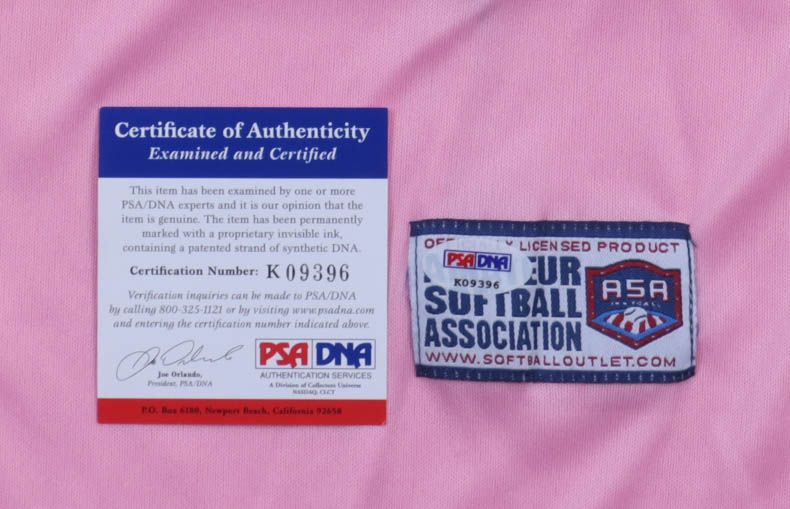 Certificate of Authenticity
Examined and Certified
This item has been examined by one or more
PSA/DNA experts and it is our opinion that the
item is genuine. The item has been permanently
marked with a proprietary invisible ink,
containing a patented strand of synthetic DNA.
Certification Number: K09396
Verification inquiries can be made to PSA/DNA
by calling 800-325-1121 or by visiting www.psadna.com
and entering the certification number indicated above.
Joe Orlando,
President, PSA/DNA
PSA DNA
AUTHENTICATION SERVICES
A Division of Collectors Universe
NASDAQ: CLCT
P.O. Box 6180, Newport Beach, California 92658
LICENSED PRODUCT
PSA DNA
K09396
SOFTBALL
ASSOCIATION
ASA
SOFTBALL
WWW.SOFTBALLOUTLET.COM